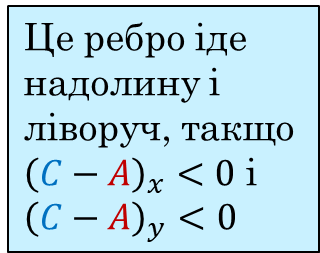 Це ребро іде
надолину і
ліворуч, такщо
(C − A)ₓ < 0 і
(C − A)ᵧ < 0